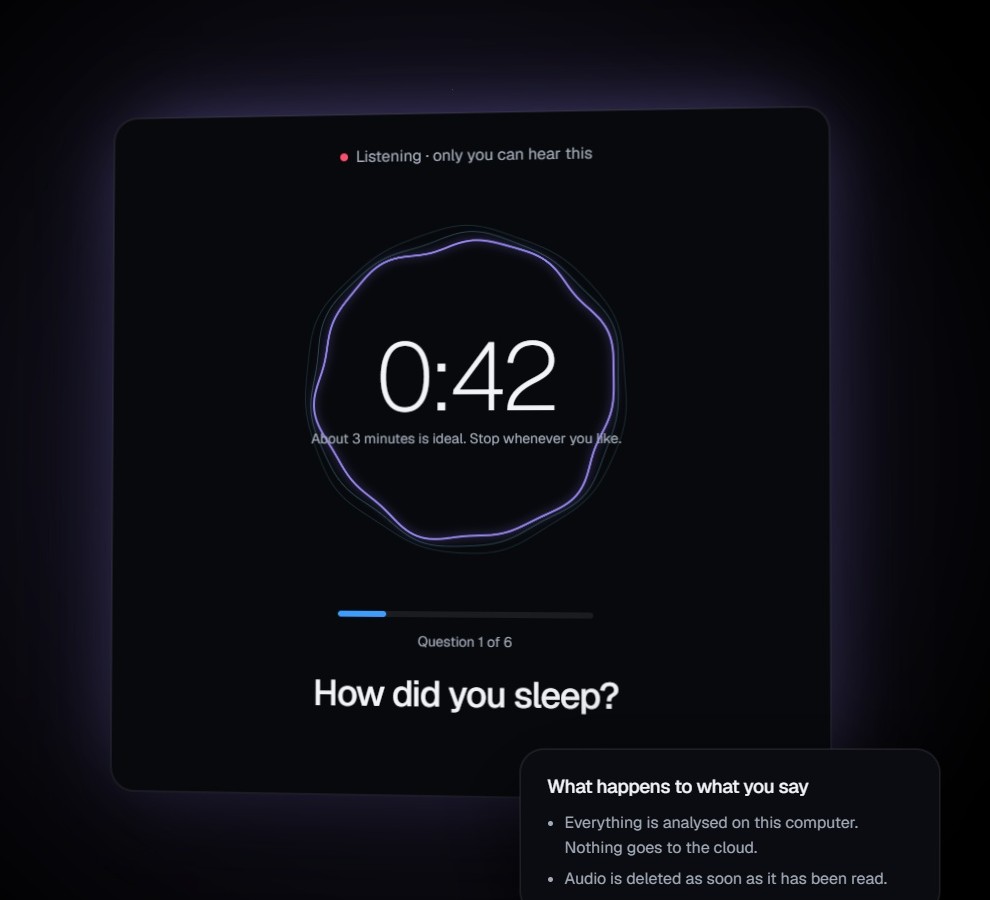 Listening · only you can hear this
0:42
About 3 minutes is ideal. Stop whenever you like.
Question 1 of 6
How did you sleep?
What happens to what you say
• Everything is analysed on this computer.
Nothing goes to the cloud.
• Audio is deleted as soon as it has been read.